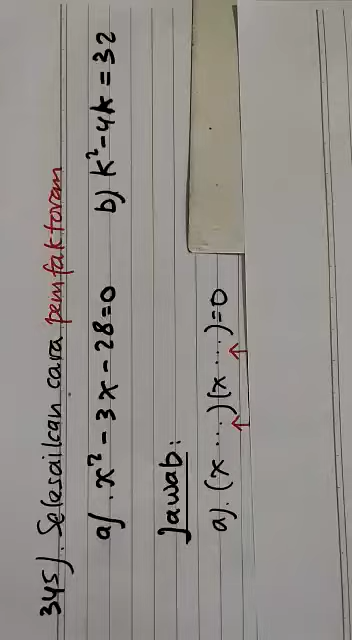 345). Selesaikan cara pemfaktoran
a). x² - 3x - 28 = 0 b) k² - 4k = 32
Jawab:
a). (x ...)(x ...) = 0